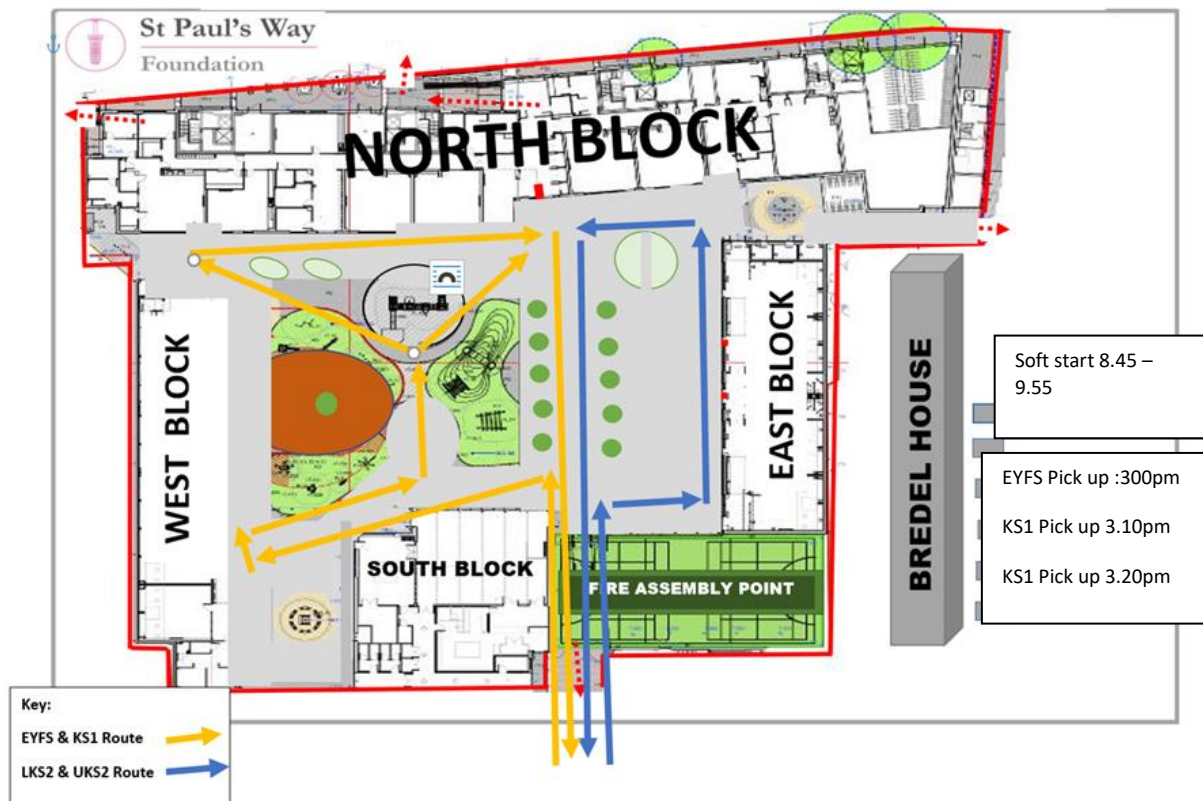 St Paul's Way
Foundation
NORTH BLOCK
WEST BLOCK
EAST BLOCK
BREDEL HOUSE
SOUTH BLOCK
FIRE ASSEMBLY POINT
Soft start 8.45 –
9.55
EYFS Pick up :300pm
KS1 Pick up 3.10pm
KS1 Pick up 3.20pm
Key:
EYFS & KS1 Route
LKS2 & UKS2 Route